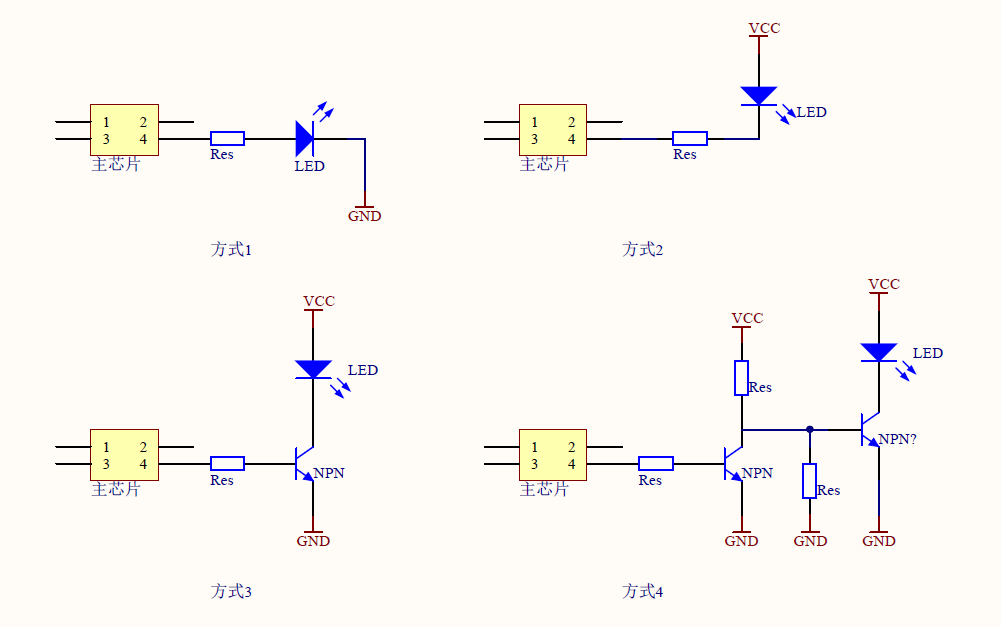 1 2
3 4
主芯片
Res
LED
GND
方式1
VCC
LED
1 2
3 4
主芯片
Res
方式2
VCC
LED
1 2
3 4
主芯片
Res
NPN
GND
方式3
VCC
LED
VCC
Res
NPN?
1 2
3 4
主芯片
Res
NPN
Res
GND
GND
GND
方式4